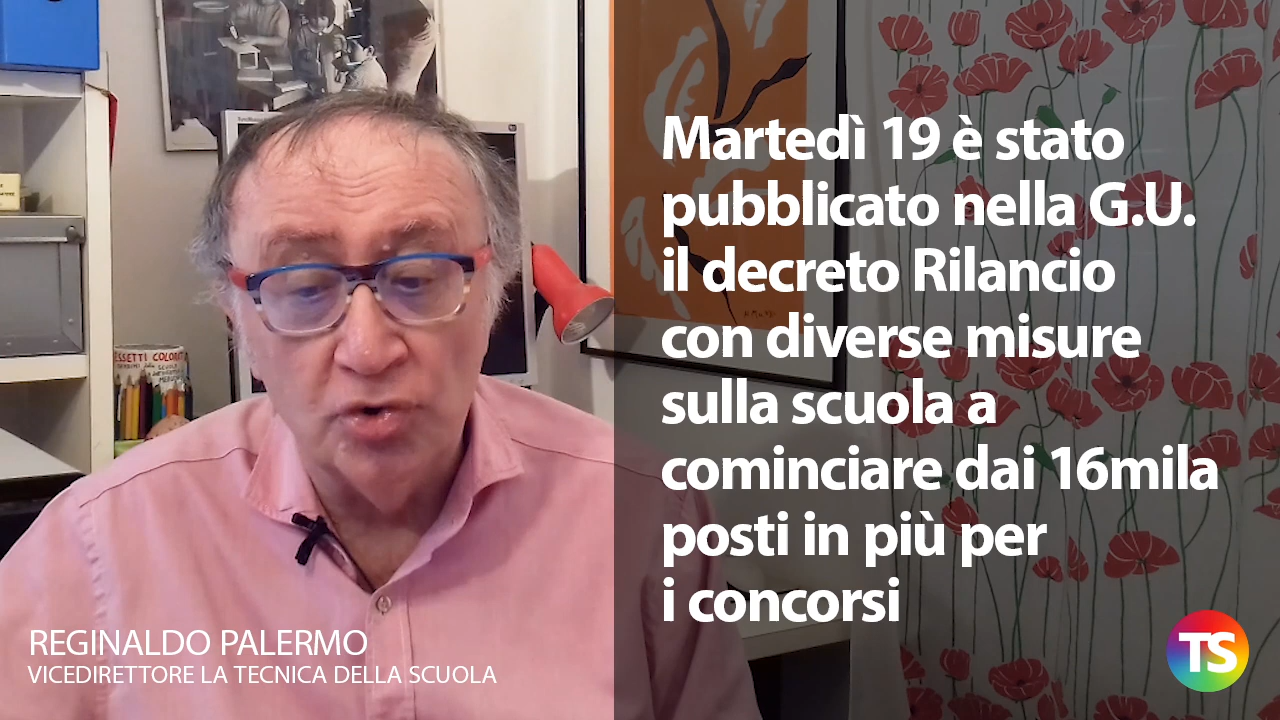 Martedì 19 è stato
pubblicato nella G.U.
il decreto Rilancio
con diverse misure
sulla scuola a
cominciare dai 16mila
posti in più per
i concorsi
REGINALDO PALERMO
VICEDIRETTORE LA TECNICA DELLA SCUOLA
TS